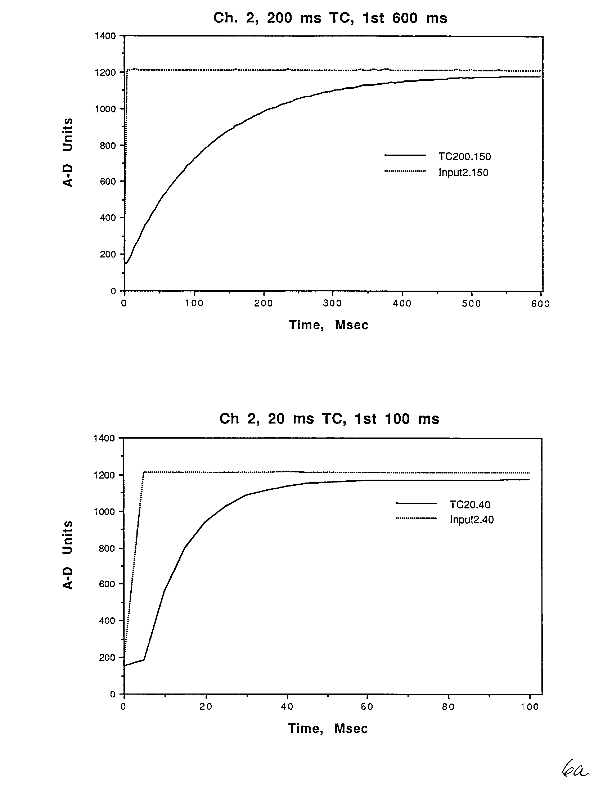 Ch. 2, 200 ms TC, 1st 600 ms
1400
1200
1000
800
600
400
200
0
A-D Units
TC200.150
Input2.150
0 100 200 300 400 500 600
Time, Msec
Ch 2, 20 ms TC, 1st 100 ms
1400
1200
1000
800
600
400
200
0
A-D Units
TC20.40
Input2.40
0 20 40 60 80 100
Time, Msec
6a